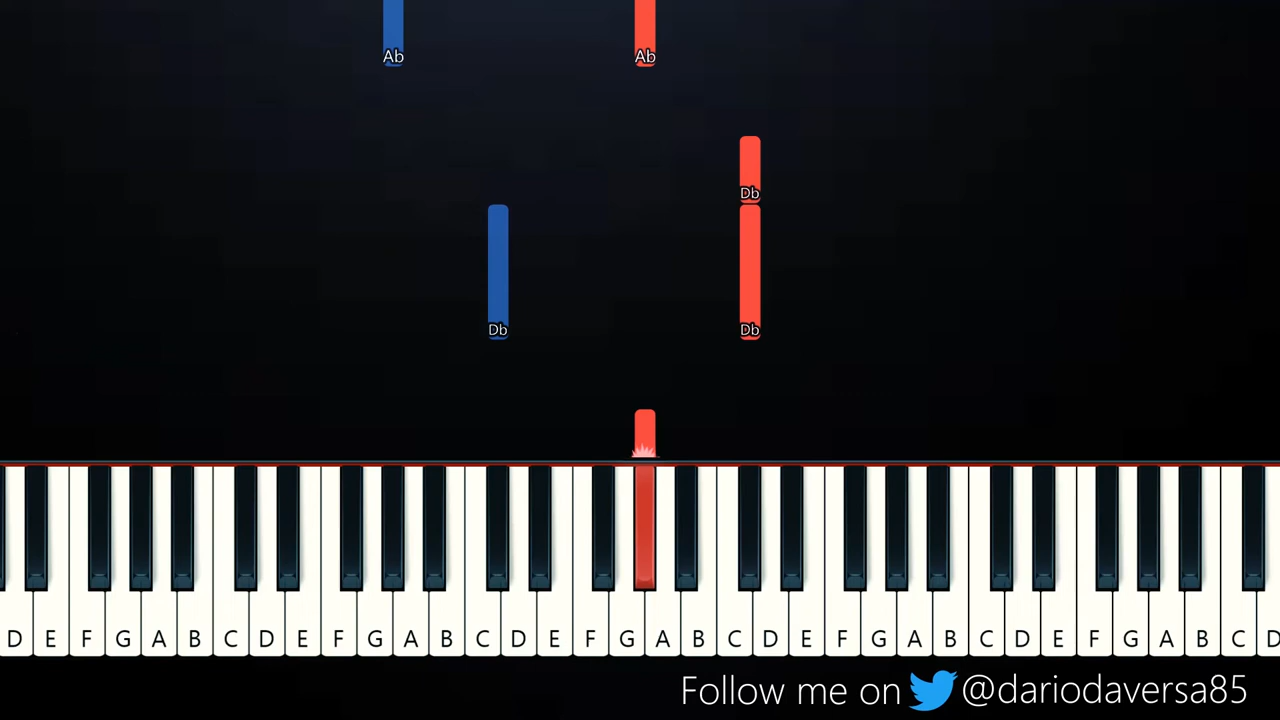 Ab Ab
Db
Db Db
D E F G A B C D E F G A B C D E F G A B C D E F G A B C D E F G A B C D
Follow me on @dariodaversa85